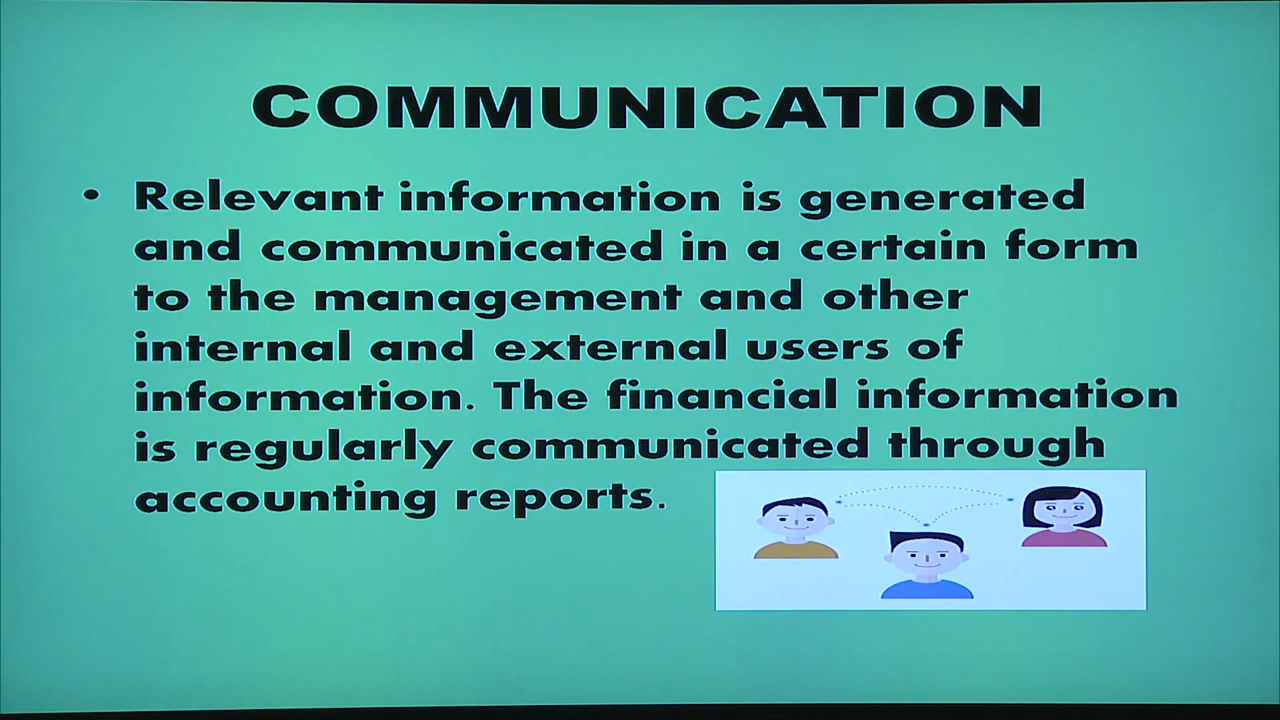 COMMUNICATION
• Relevant information is generated
and communicated in a certain form
to the management and other
internal and external users of
information. The financial information
is regularly communicated through
accounting reports.